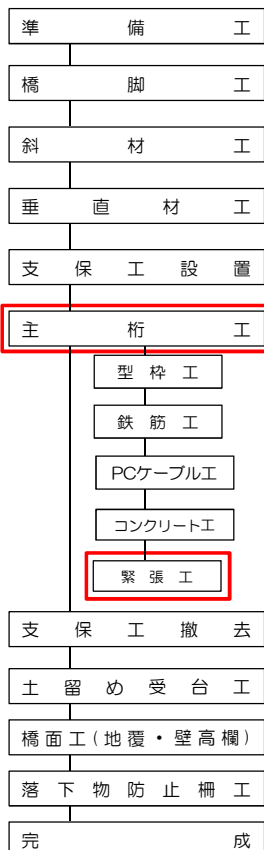 準備工
橋脚工
斜材工
垂直材工
支保工設置
主桁工
型枠工
鉄筋工
PCケーブル工
コンクリート工
緊張工
支保工撤去
土留め受台工
橋面工(地覆・壁高欄)
落下物防止柵工
完成